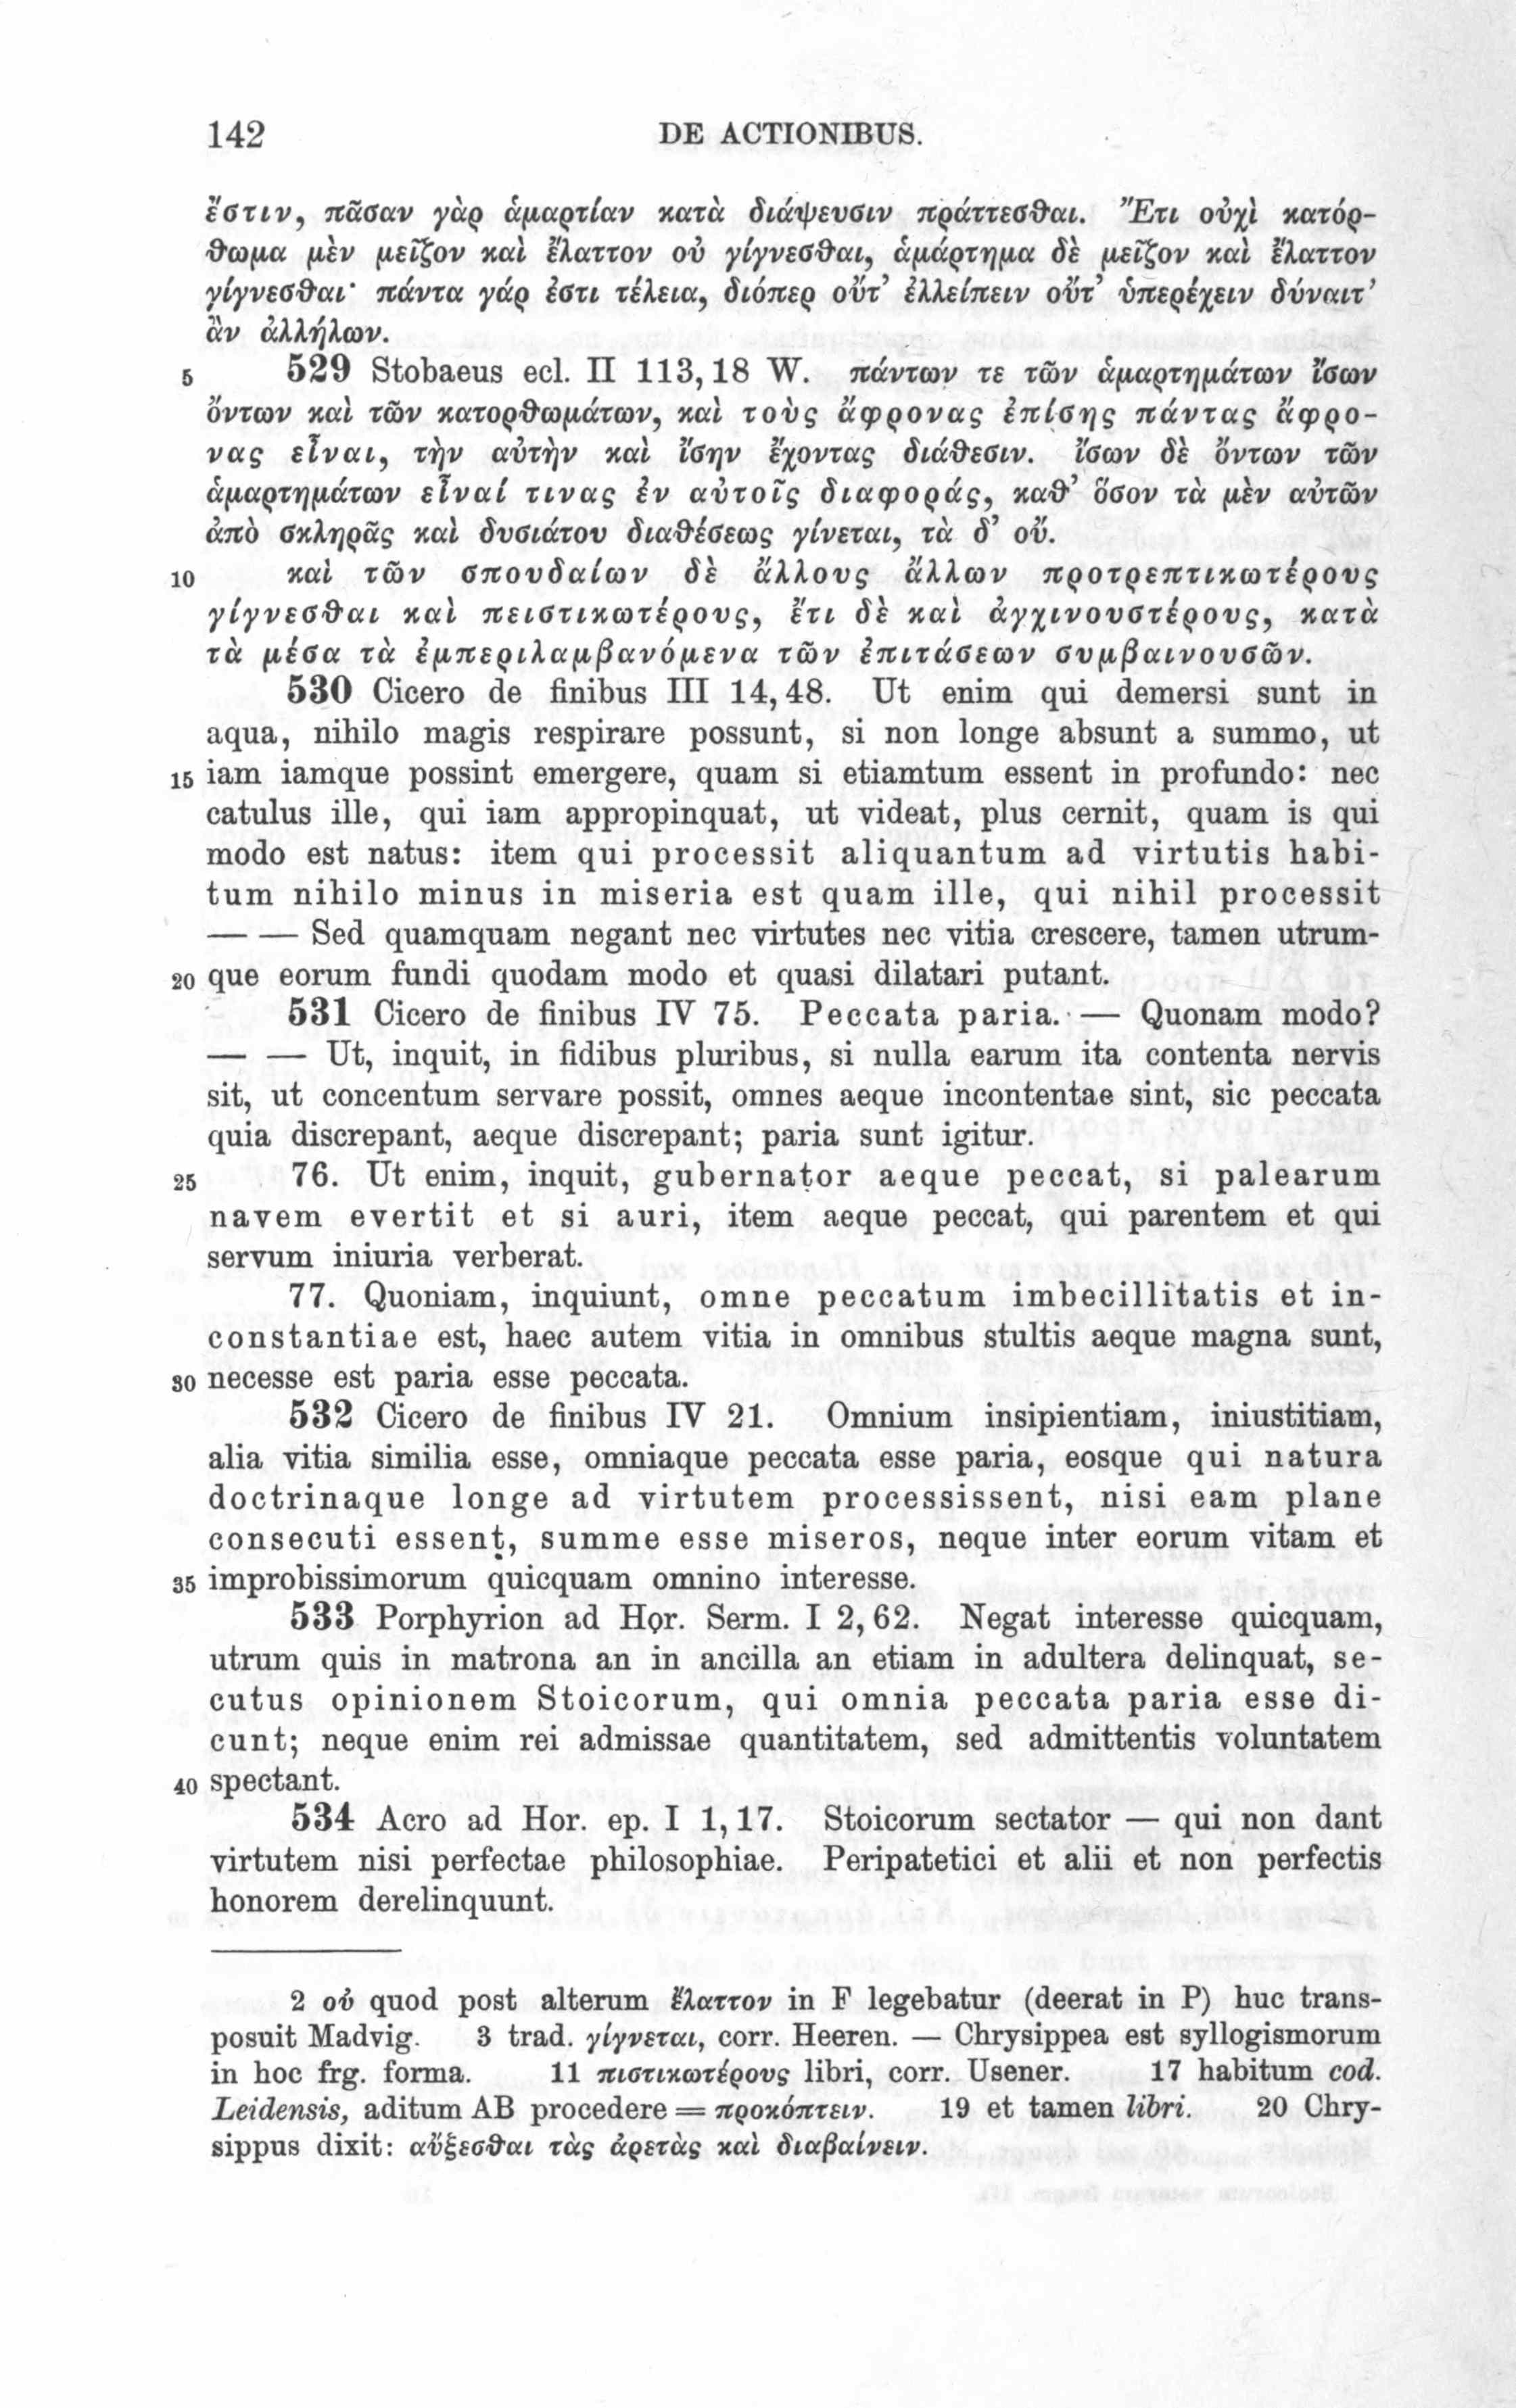 142 DE ACTIONIBUS.
ἔστιν, πᾶσαν γὰρ ἁμαρτίαν κατὰ διάψευσιν πράττεσθαι. Ἔτι οὐχὶ κατόρ-
θωμα μὲν μεῖζον καὶ ἔλαττον οὐ γίγνεσθαι, ἁμάρτημα δὲ μεῖζον καὶ ἔλαττον
γίγνεσθαι· πάντα γάρ ἐστι τέλεια, διόπερ οὔτ’ ἐλλείπειν οὔτ’ ὑπερέχειν δύναιτ’
ἂν ἀλλήλων.
5 529 Stobaeus ecl. II 113,18 W. πάντων τε τῶν ἁμαρτημάτων ἴσων
ὄντων καὶ τῶν κατορθωμάτων, καὶ τοὺς ἄφρονας ἐπίσης πάντας ἄφρο-
νας εἶναι, τὴν αὐτὴν καὶ ἴσην ἔχοντας διάθεσιν. ἴσων δὲ ὄντων τῶν
ἁμαρτημάτων εἶναί τινας ἐν αὐτοῖς διαφοράς, καθ’ ὅσον τὰ μὲν αὐτῶν
ἀπὸ σκληρᾶς καὶ δυσιάτου διαθέσεως γίνεται, τὰ δ’ οὔ.
10 καὶ τῶν σπουδαίων δὲ ἄλλους ἄλλων προτρεπτικωτέρους
γίγνεσθαι καὶ πειστικωτέρους, ἔτι δὲ καὶ ἀγχινουστέρους, κατὰ
τὰ μέσα τὰ ἐμπεριλαμβανόμενα τῶν ἐπιτάσεων συμβαινουσῶν.
530 Cicero de finibus III 14, 48. Ut enim qui demersi sunt in
aqua, nihilo magis respirare possunt, si non longe absunt a summo, ut
15 iam iamque possint emergere, quam si etiamtum essent in profundo: nec
catulus ille, qui iam appropinquat, ut videat, plus cernit, quam is qui
modo est natus: item qui processit aliquantum ad virtutis habi-
tum nihilo minus in miseria est quam ille, qui nihil processit
— — Sed quamquam negant nec virtutes nec vitia crescere, tamen utrum-
20 que eorum fundi quodam modo et quasi dilatari putant.
531 Cicero de finibus IV 75. Peccata paria. — Quonam modo?
— — Ut, inquit, in fidibus pluribus, si nulla earum ita contenta nervis
sit, ut concentum servare possit, omnes aeque incontentae sint, sic peccata
quia discrepant, aeque discrepant; paria sunt igitur.
25 76. Ut enim, inquit, gubernator aeque peccat, si palearum
navem evertit et si auri, item aeque peccat, qui parentem et qui
servum iniuria verberat.
77. Quoniam, inquiunt, omne peccatum imbecillitatis et in-
constantiae est, haec autem vitia in omnibus stultis aeque magna sunt,
30 necesse est paria esse peccata.
532 Cicero de finibus IV 21. Omnium insipientiam, iniustitiam,
alia vitia similia esse, omniaque peccata esse paria, eosque qui natura
doctrinaque longe ad virtutem processissent, nisi eam plane
consecuti essent, summe esse miseros, neque inter eorum vitam et
35 improbissimorum quicquam omnino interesse.
533 Porphyrion ad Hor. Serm. I 2, 62. Negat interesse quicquam,
utrum quis in matrona an in ancilla an etiam in adultera delinquat, se-
cutus opinionem Stoicorum, qui omnia peccata paria esse di-
cunt; neque enim rei admissae quantitatem, sed admittentis voluntatem
40 spectant.
534 Acro ad Hor. ep. I 1, 17. Stoicorum sectator — qui non dant
virtutem nisi perfectae philosophiae. Peripatetici et alii et non perfectis
honorem derelinquunt.
2 οὐ quod post alterum ἔλαττον in F legebatur (deerat in P) huc trans-
posuit Madvig. 3 trad. γίγνεται, corr. Heeren. — Chrysippea est syllogismorum
in hoc frg. forma. 11 πιστικωτέρους libri, corr. Usener. 17 habitum cod.
Leidensis, aditum AB procedere = προκόπτειν. 19 et tamen libri. 20 Chry-
sippus dixit: αὔξεσθαι τὰς ἀρετὰς καὶ διαβαίνειν.